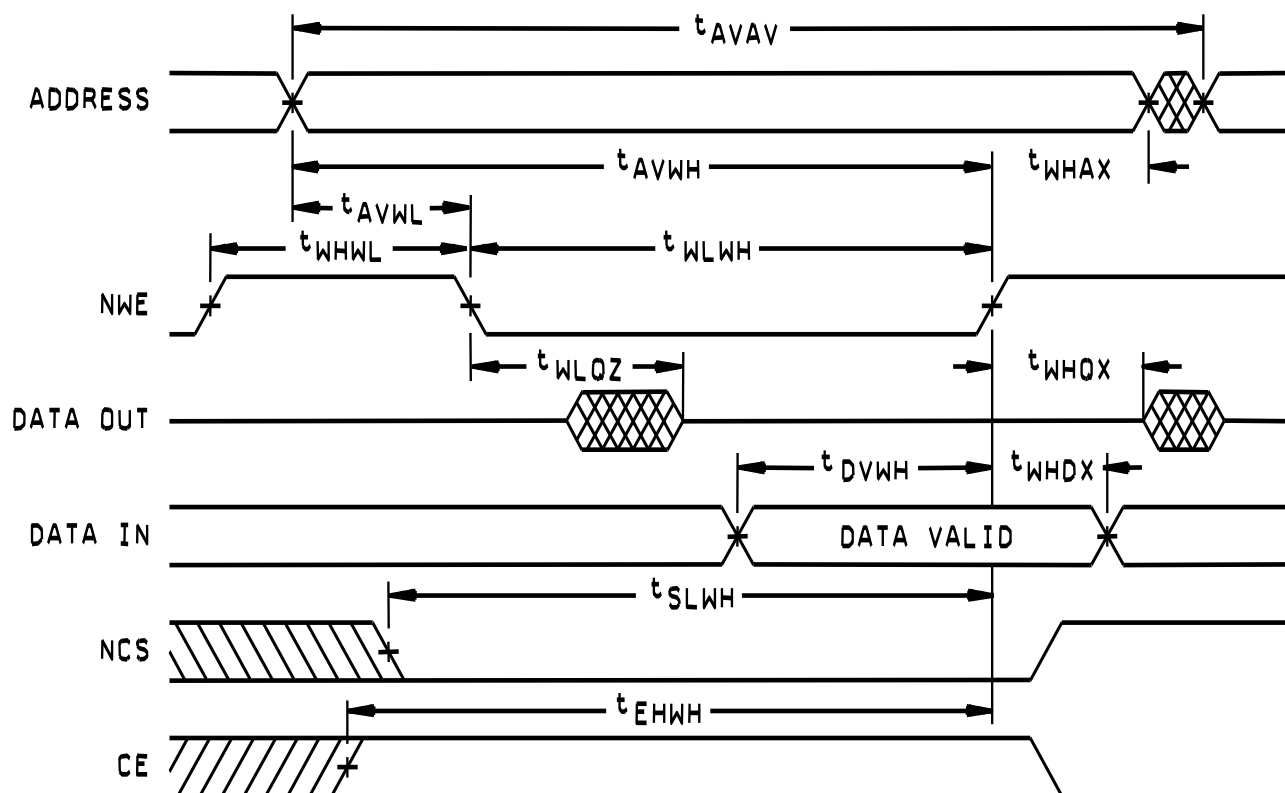 tAVAV
ADDRESS
tAVWH
tWHAX
tAVWL
tWHWL
tWLWH
NWE
tWLQZ
tWHQX
DATA OUT
tDVWH
tWHDX
DATA IN
DATA VALID
tSLWH
NCS
tEHWH
CE